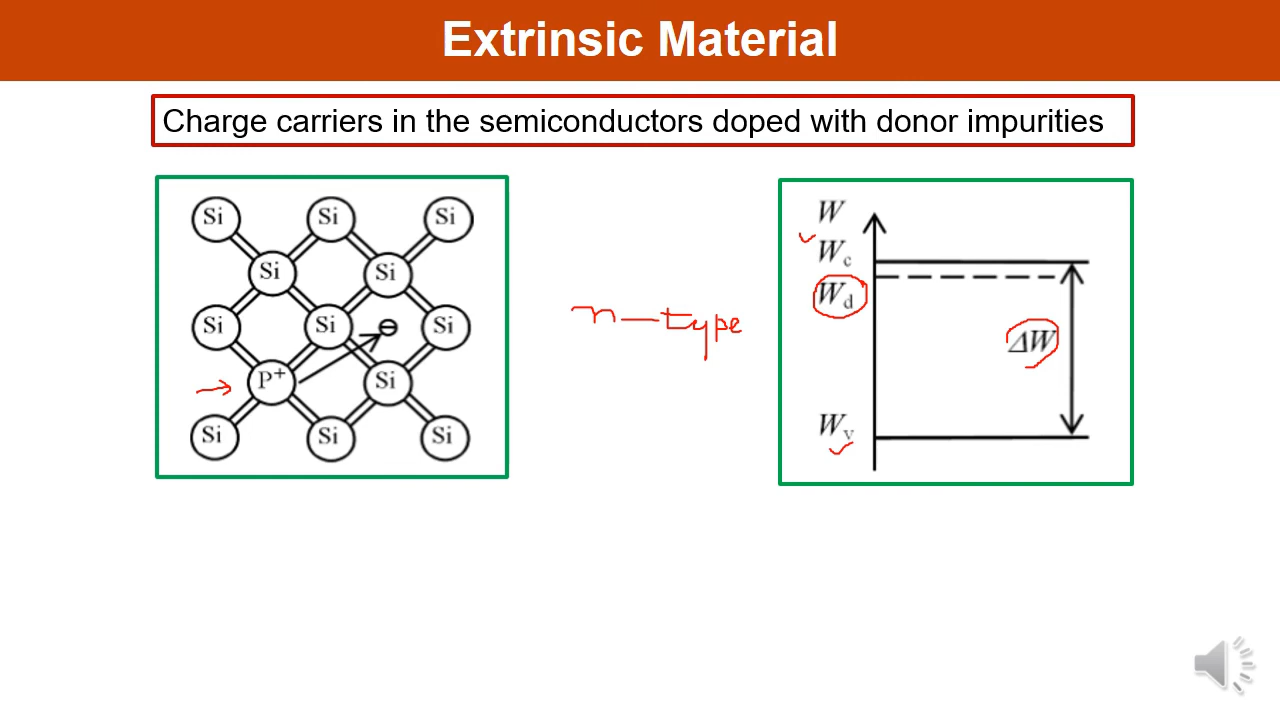 Extrinsic Material
Charge carriers in the semiconductors doped with donor impurities
Si Si Si
Si Si
Si Si Si
P+ Si
Si Si Si
n-type
W
Wc
Wd
ΔW
Wv